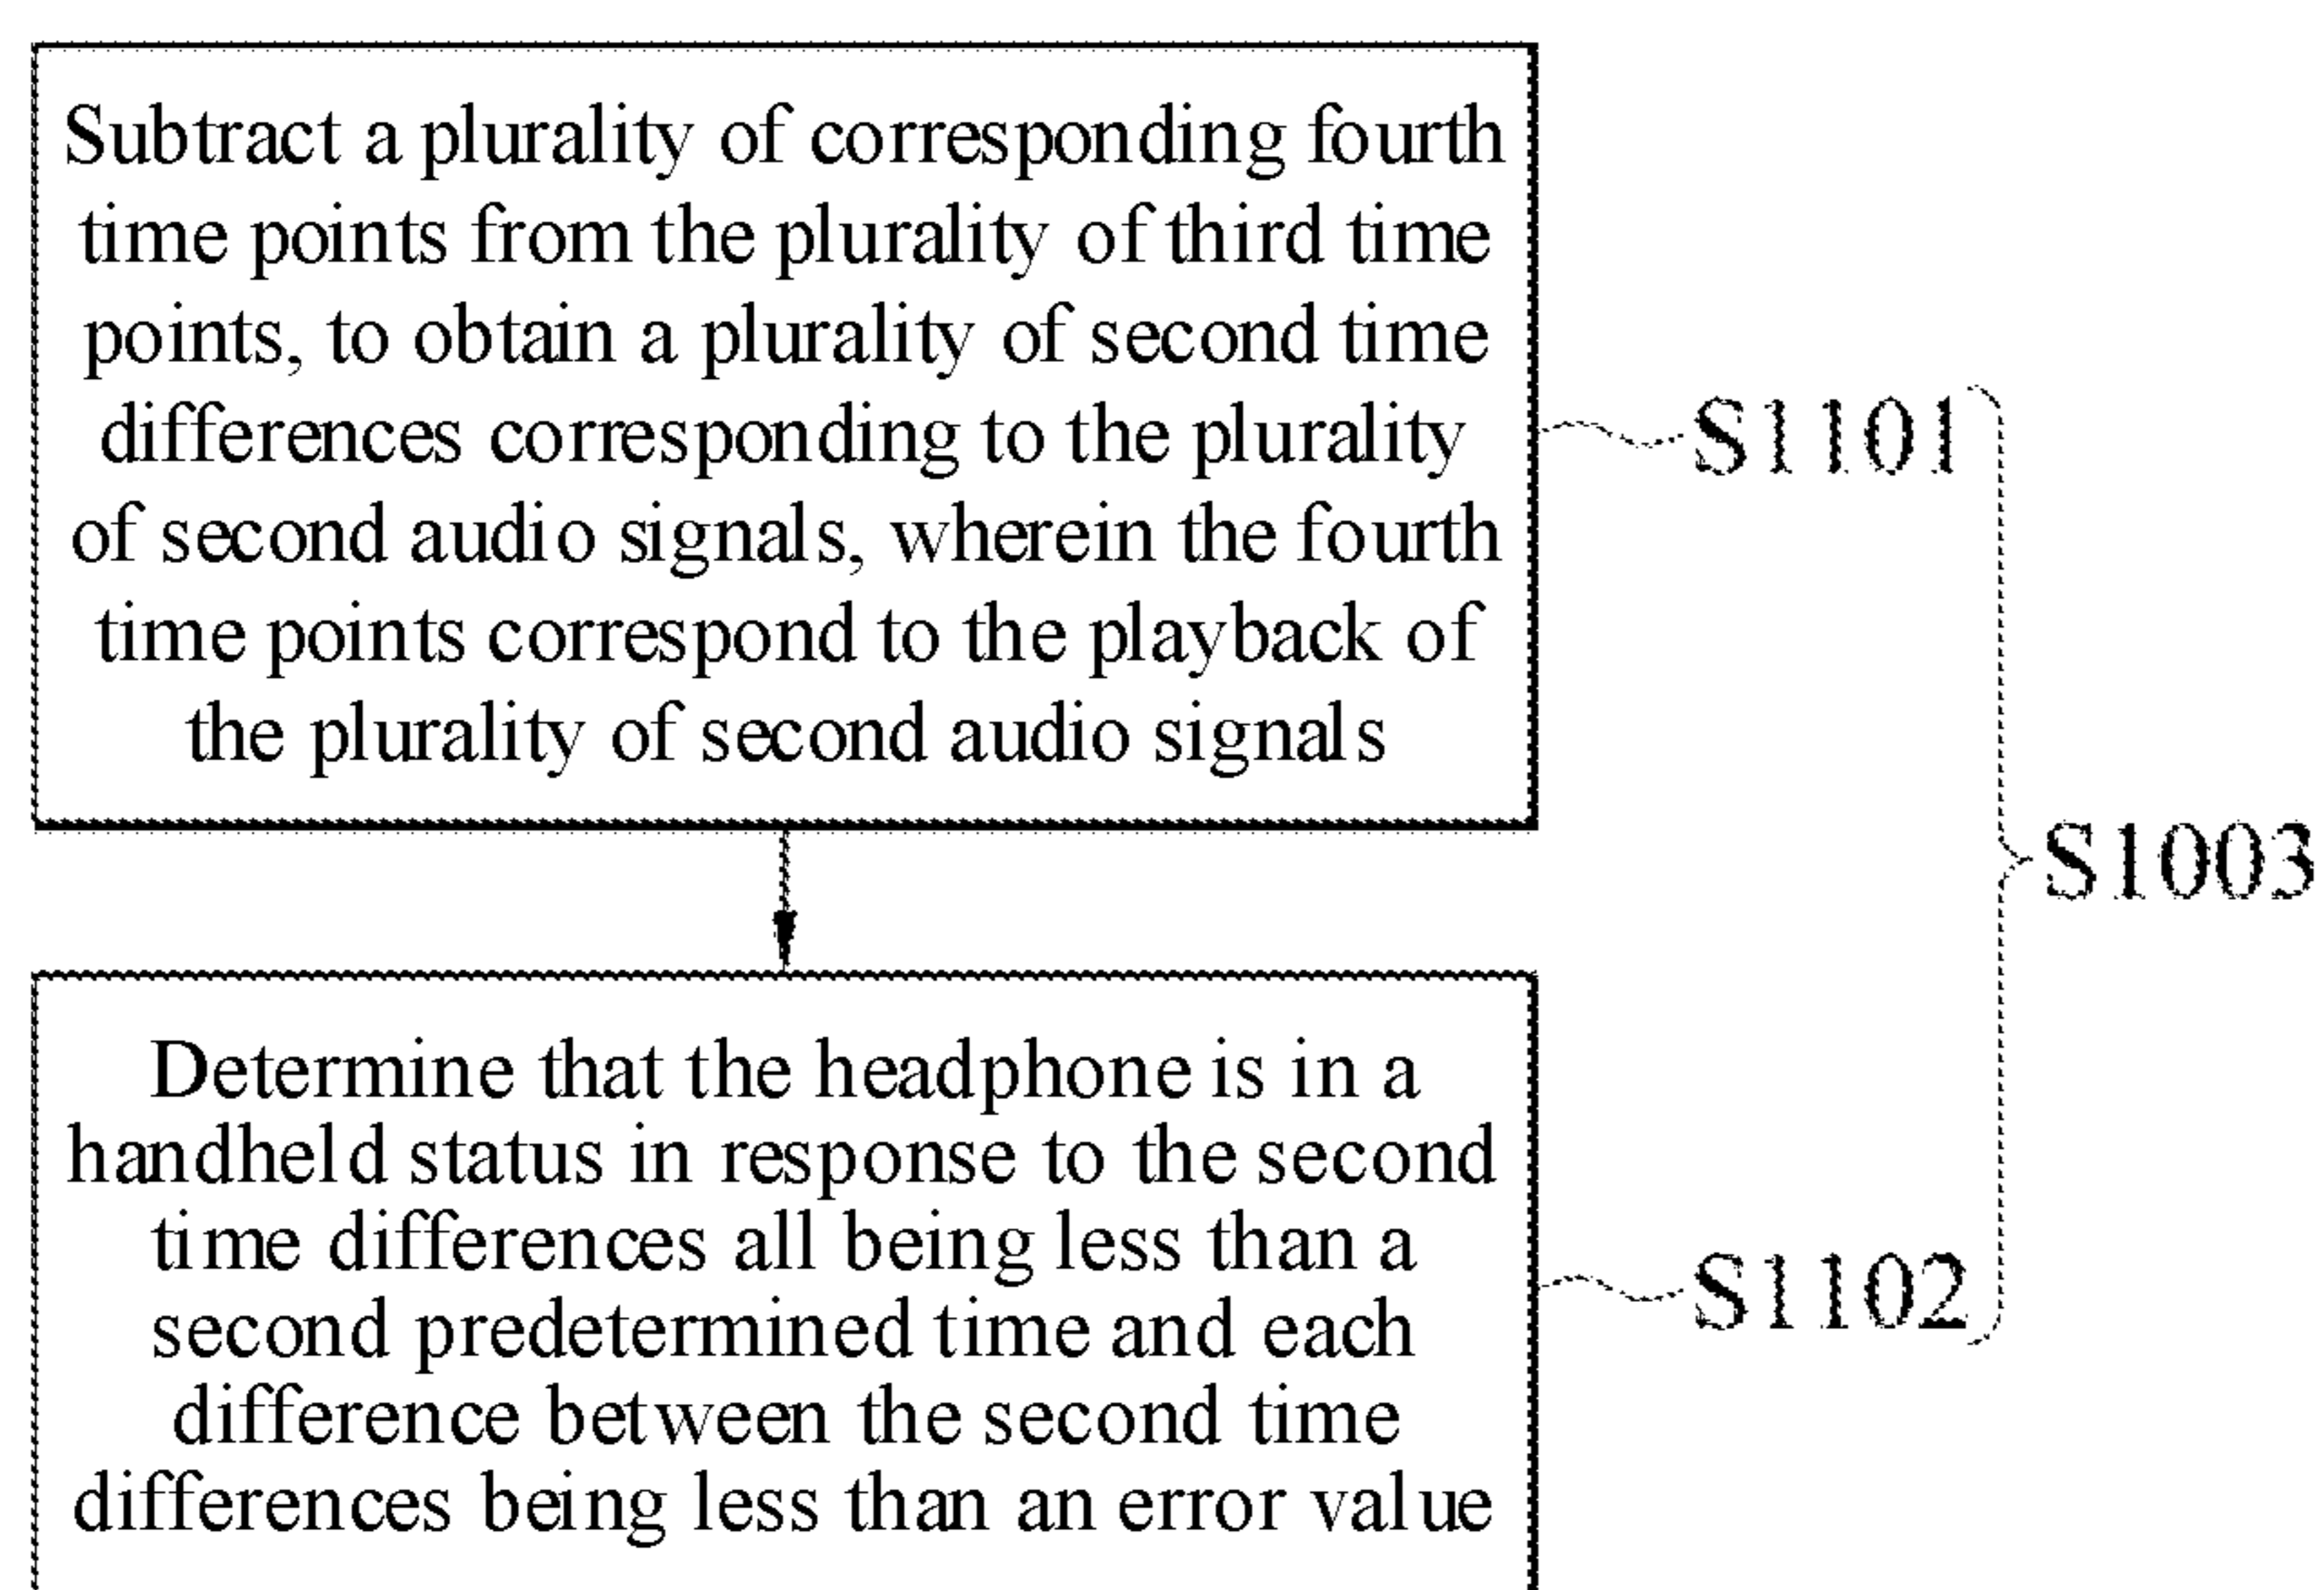 Subtract a plurality of corresponding fourth
time points from the plurality of third time
points, to obtain a plurality of second time
differences corresponding to the plurality
of second audio signals, wherein the fourth
time points correspond to the playback of
the plurality of second audio signals
S1101
S1003
Determine that the headphone is in a
handheld status in response to the second
time differences all being less than a
second predetermined time and each
difference between the second time
differences being less than an error value
S1102